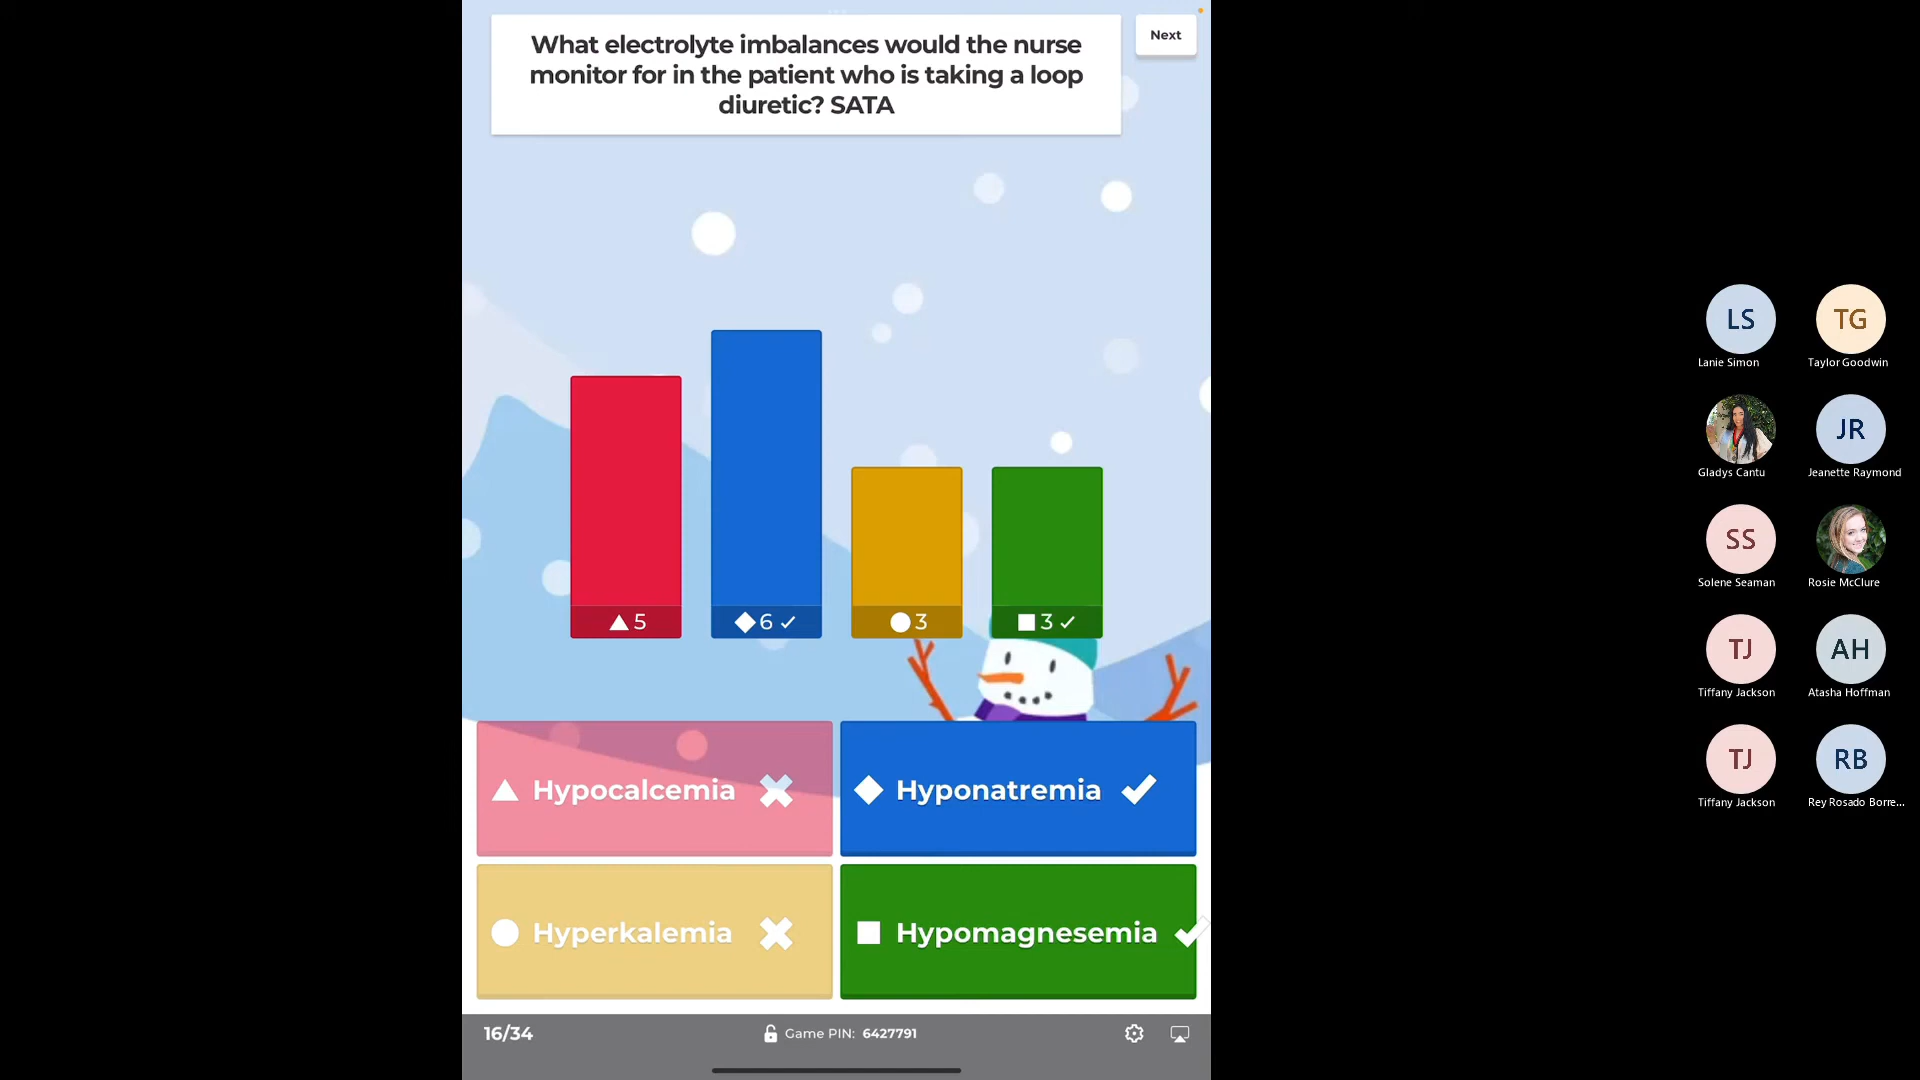 What electrolyte imbalances would the nurse
monitor for in the patient who is taking a loop
diuretic? SATA
Next
5
6
3
3
Hypocalcemia
Hyponatremia
Hyperkalemia
Hypomagnesemia
16/34
Game PIN: 6427791
LS
Lanie Simon
TG
Taylor Goodwin
Gladys Cantu
JR
Jeanette Raymond
SS
Solene Seaman
Rosie McClure
TJ
Tiffany Jackson
AH
Atasha Hoffman
TJ
Tiffany Jackson
RB
Rey Rosado Borre...